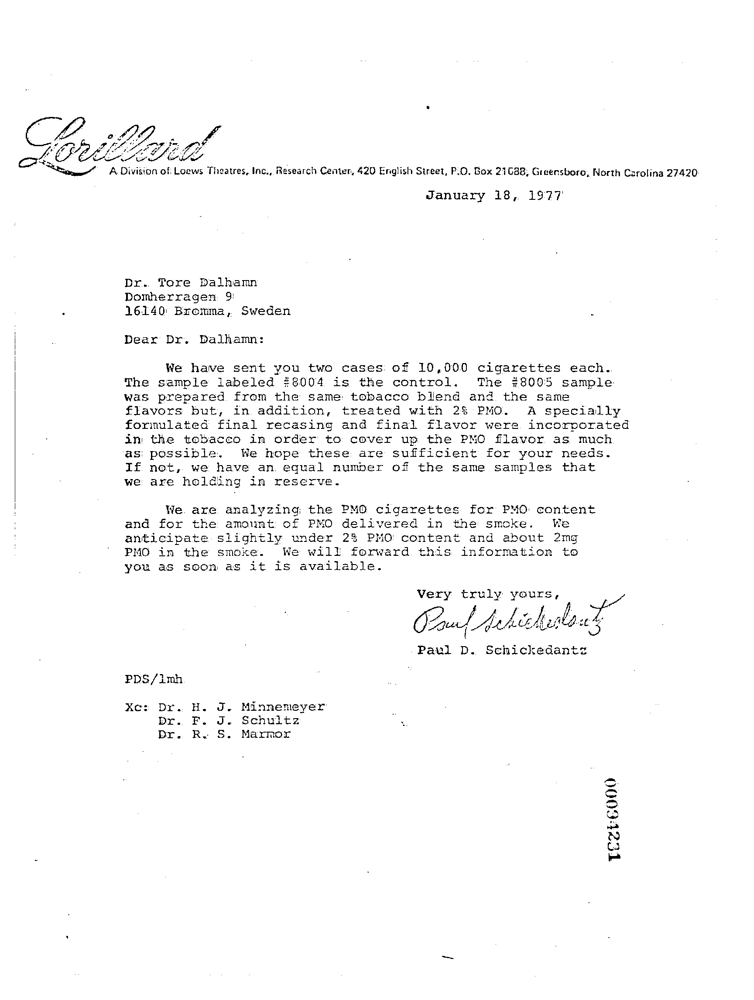 Lorillard
A Division of Loews Theatres, Inc., Research Center, 420 English Street, P.O. Box 21688, Greensboro, North Carolina 27420
January 18, 1977
Dr. Tore Dalhamn
Domherragen 9
16140 Bromma, Sweden
Dear Dr. Dalhamn:
We have sent you two cases of 10,000 cigarettes each.
The sample labeled #8004 is the control. The #8005 sample
was prepared from the same tobacco blend and the same
flavors but, in addition, treated with 2% PMO. A specially
formulated final recasing and final flavor were incorporated
in the tobacco in order to cover up the PMO flavor as much
as possible. We hope these are sufficient for your needs.
If not, we have an equal number of the same samples that
we are holding in reserve.
We are analyzing the PMO cigarettes for PMO content
and for the amount of PMO delivered in the smoke. We
anticipate slightly under 2% PMO content and about 2mg
PMO in the smoke. We will forward this information to
you as soon as it is available.
Very truly yours,
Paul Schickedantz
Paul D. Schickedantz
PDS/lmh
Xc: Dr. H. J. Minnemeyer
Dr. F. J. Schultz
Dr. R. S. Marmor
00094231